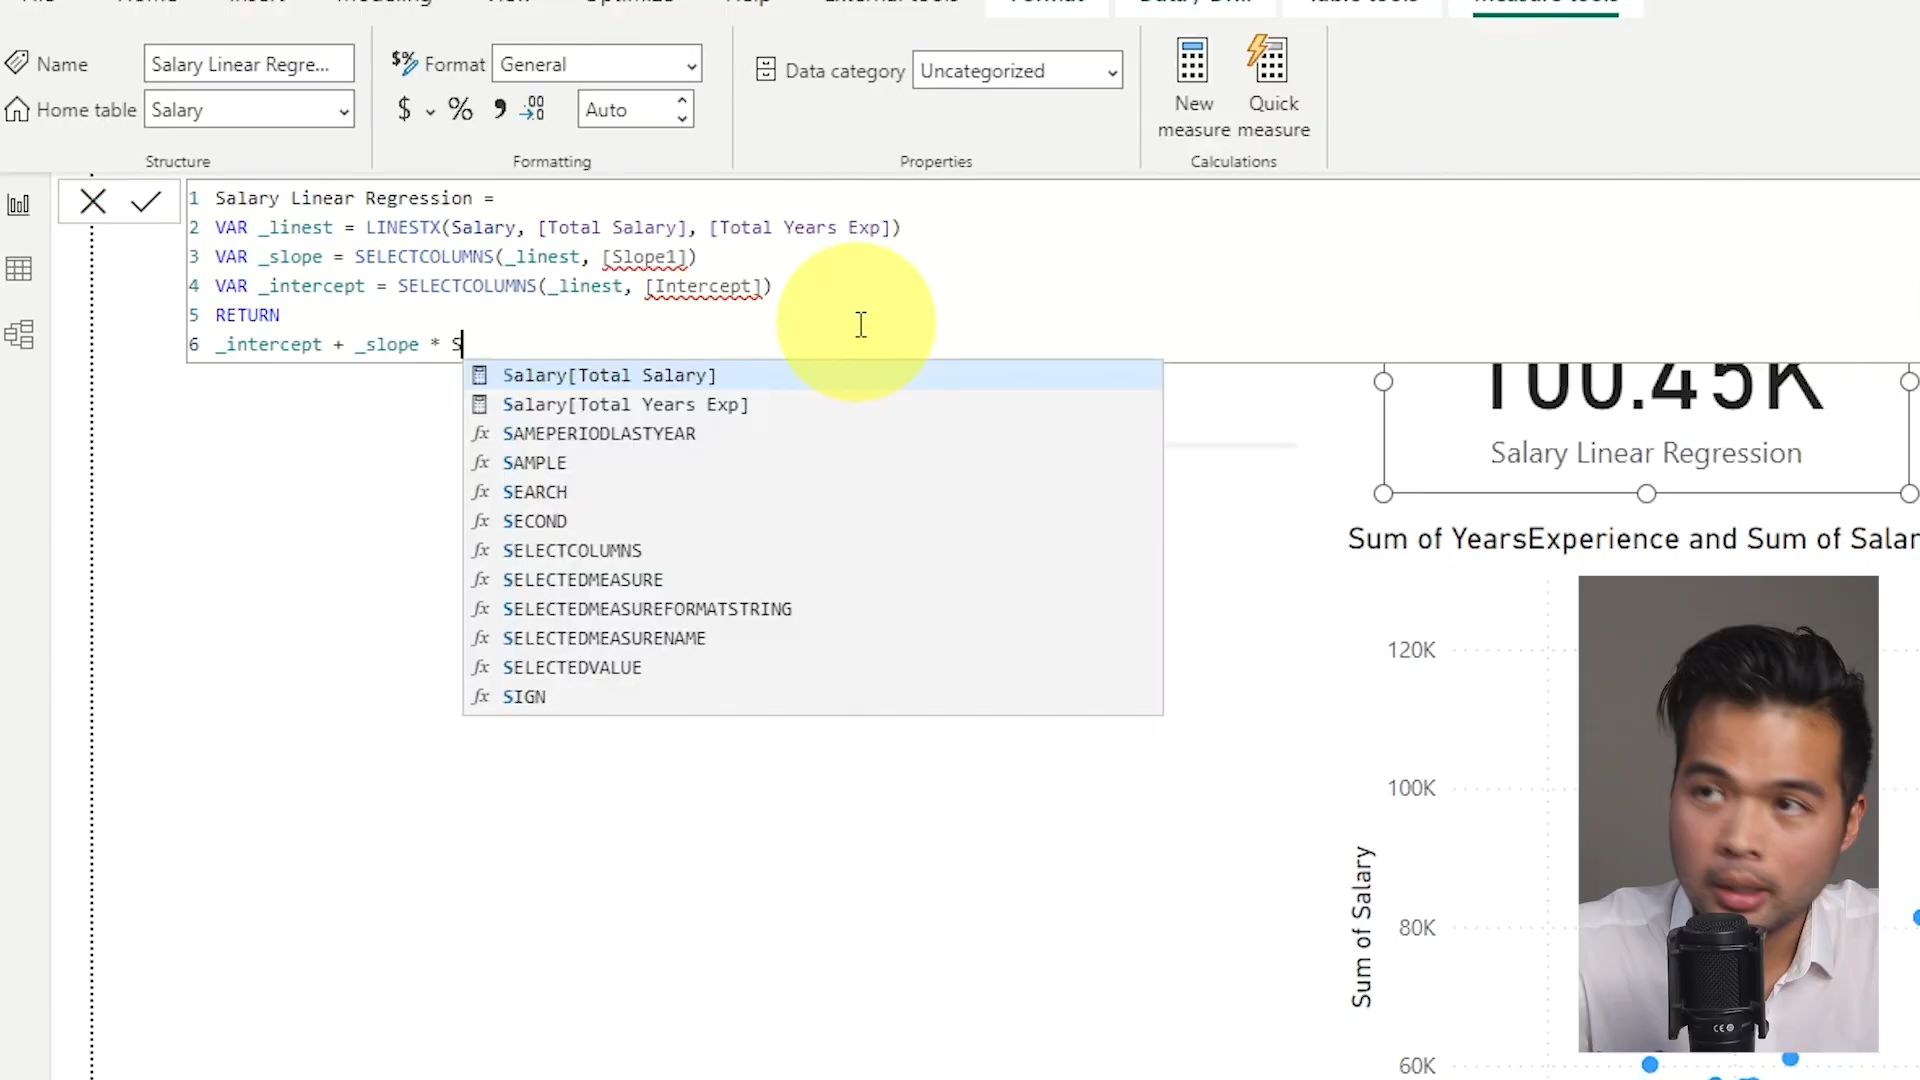 Name
Salary Linear Regre...
Format
General
Data category
Uncategorized
New measure
Quick measure
Home table
Salary
$ % , .00
Auto
Structure
Formatting
Properties
Calculations
1 Salary Linear Regression =
2 VAR _linest = LINESTX(Salary, [Total Salary], [Total Years Exp])
3 VAR _slope = SELECTCOLUMNS(_linest, [Slope1])
4 VAR _intercept = SELECTCOLUMNS(_linest, [Intercept])
5 RETURN
6 _intercept + _slope * S
Salary[Total Salary]
Salary[Total Years Exp]
SAMEPERIODLASTYEAR
SAMPLE
SEARCH
SECOND
SELECTCOLUMNS
SELECTEDMEASURE
SELECTEDMEASUREFORMATSTRING
SELECTEDMEASURENAME
SELECTEDVALUE
SIGN
100.45K
Salary Linear Regression
Sum of YearsExperience and Sum of Salar
120K
100K
80K
60K
Sum of Salary